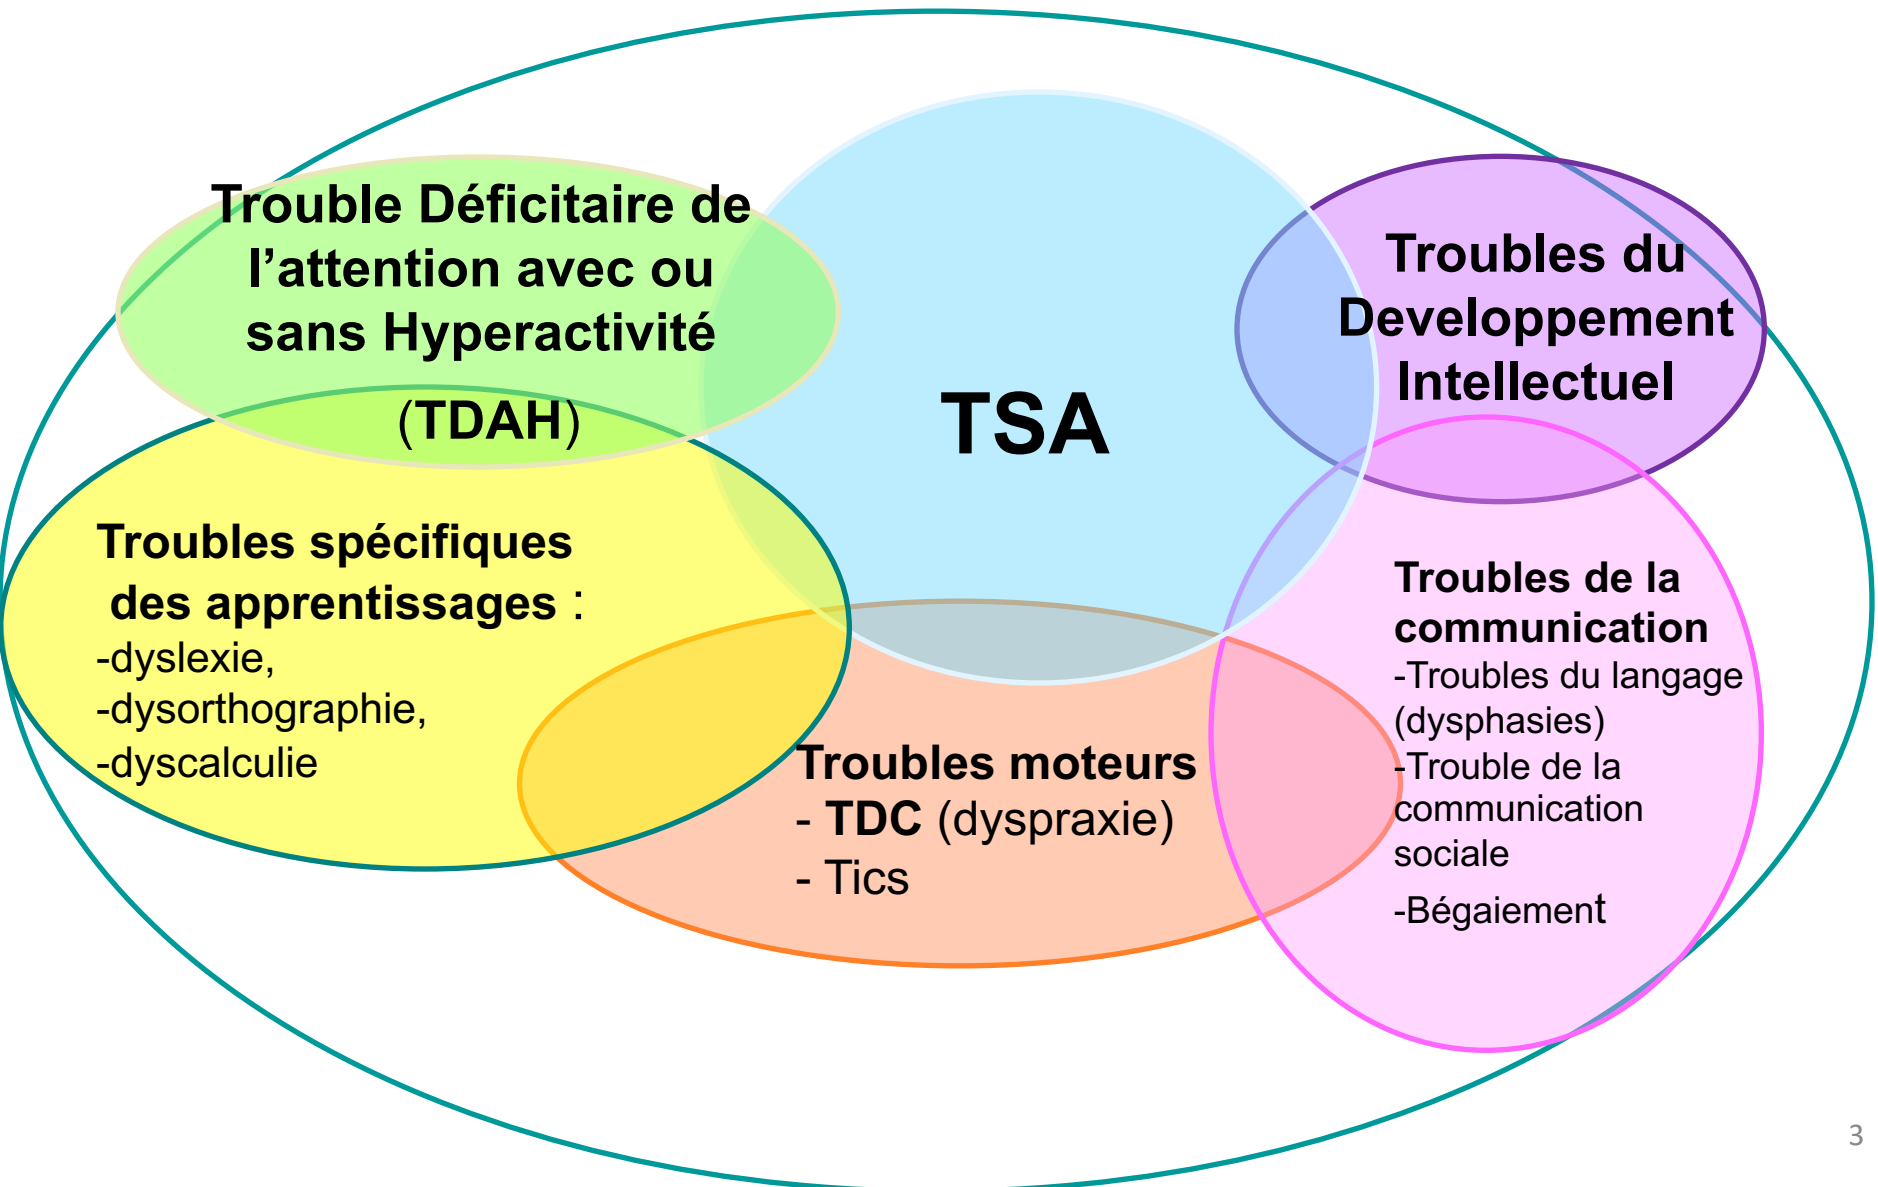 Trouble Déficitaire de
l’attention avec ou
sans Hyperactivité
(TDAH)
TSA
Troubles du
Developpement
Intellectuel
Troubles spécifiques
des apprentissages :
-dyslexie,
-dysorthographie,
-dyscalculie
Troubles moteurs
- TDC (dyspraxie)
- Tics
Troubles de la
communication
-Troubles du langage
(dysphasies)
-Trouble de la
communication
sociale
-Bégaiement
3